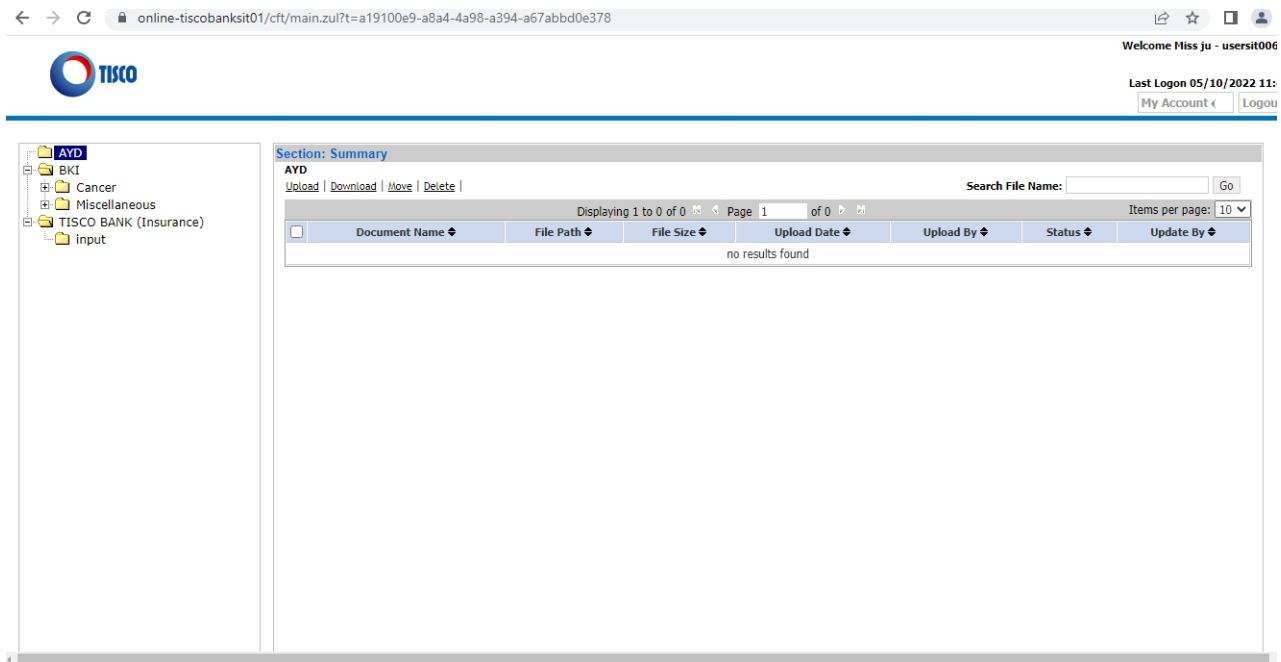 online-tiscobanksit01/cft/main.zul?t=a19100e9-a8a4-4a98-a394-a67abbd0e378
Welcome Miss ju - usersit006
TISCO
Last Logon 05/10/2022 11:
My Account Logou
AYD
BKI
Cancer
Miscellaneous
TISCO BANK (Insurance)
input
Section: Summary
AYD
Upload | Download | Move | Delete | Search File Name: Go
Displaying 1 to 0 of 0 Page 1 of 0 Items per page: 10
Document Name File Path File Size Upload Date Upload By Status Update By
no results found